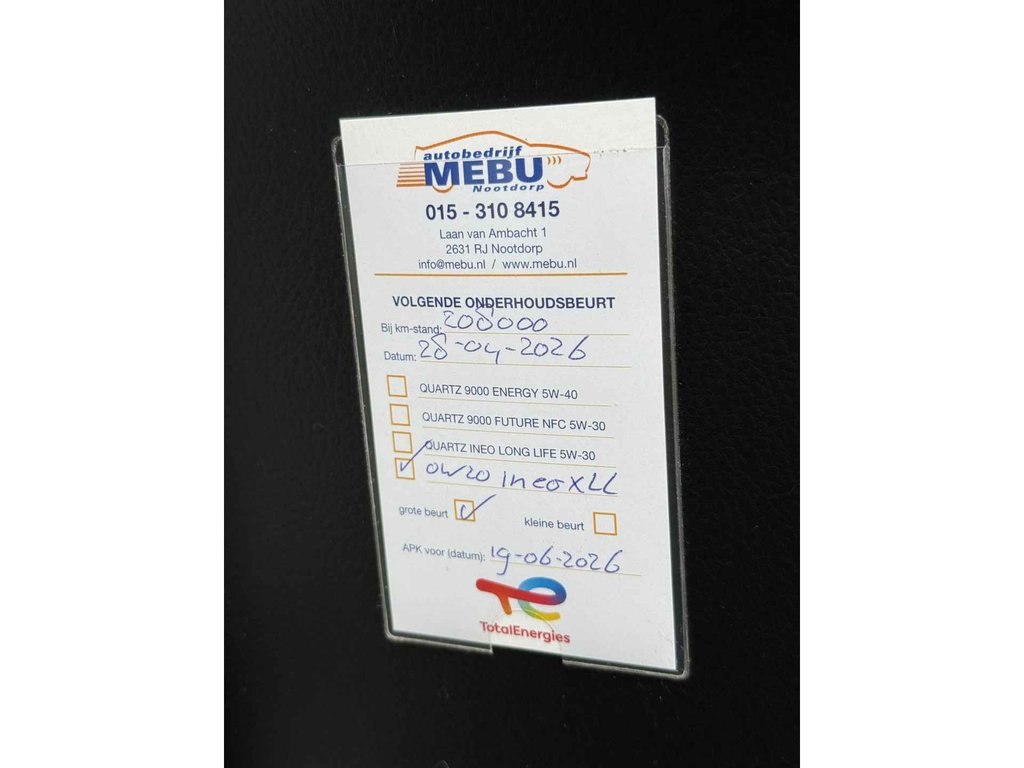 autobedrijf
MEBU
Nootdorp
015 - 310 8415
Laan van Ambacht 1
2631 RJ Nootdorp
info@mebu.nl / www.mebu.nl
VOLGENDE ONDERHOUDSBEURT
Bij km-stand: 208000
Datum: 28-04-2026
QUARTZ 9000 ENERGY 5W-40
QUARTZ 9000 FUTURE NFC 5W-30
QUARTZ INEO LONG LIFE 5W-30
0W20 ineo XLL
grote beurt kleine beurt
APK voor (datum): 19-06-2026
TotalEnergies